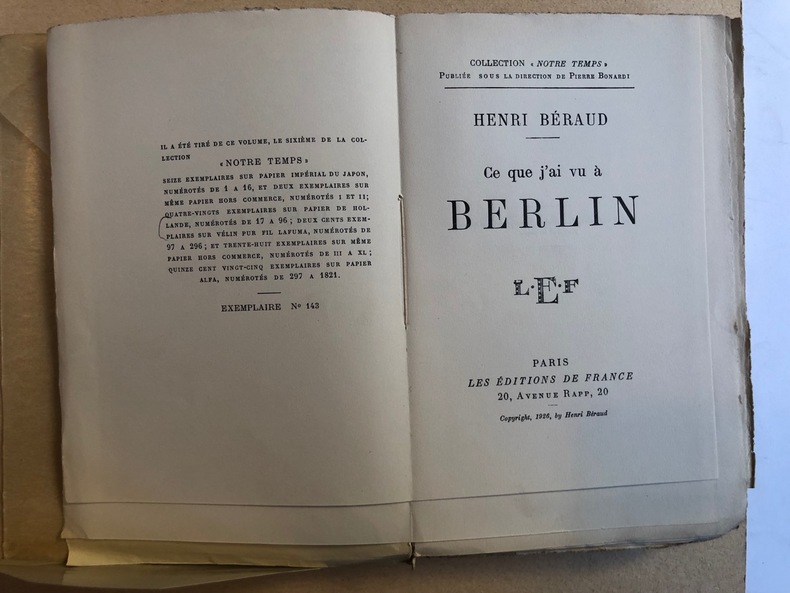 IL A ÉTÉ TIRÉ DE CE VOLUME, LE SIXIÈME DE LA COL-
LECTION
« NOTRE TEMPS »
SEIZE EXEMPLAIRES SUR PAPIER IMPÉRIAL DU JAPON,
NUMÉROTÉS DE 1 A 16, ET DEUX EXEMPLAIRES SUR
MÊME PAPIER HORS COMMERCE, NUMÉROTÉS I ET II;
QUATRE-VINGTS EXEMPLAIRES SUR PAPIER DE HOL-
LANDE, NUMÉROTÉS DE 17 A 96; DEUX CENTS EXEM-
PLAIRES SUR VÉLIN PUR FIL LAFUMA, NUMÉROTÉS DE
97 A 296; ET TRENTE-HUIT EXEMPLAIRES SUR MÊME
PAPIER HORS COMMERCE, NUMÉROTÉS DE III A XL;
QUINZE CENT VINGT-CINQ EXEMPLAIRES SUR PAPIER
ALFA, NUMÉROTÉS DE 297 A 1821.
EXEMPLAIRE No 143
COLLECTION « NOTRE TEMPS »
PUBLIÉE SOUS LA DIRECTION DE PIERRE BONARDI
HENRI BÉRAUD
Ce que j'ai vu à
BERLIN
L·E·F
PARIS
LES ÉDITIONS DE FRANCE
20, AVENUE RAPP, 20
Copyright, 1926, by Henri Béraud